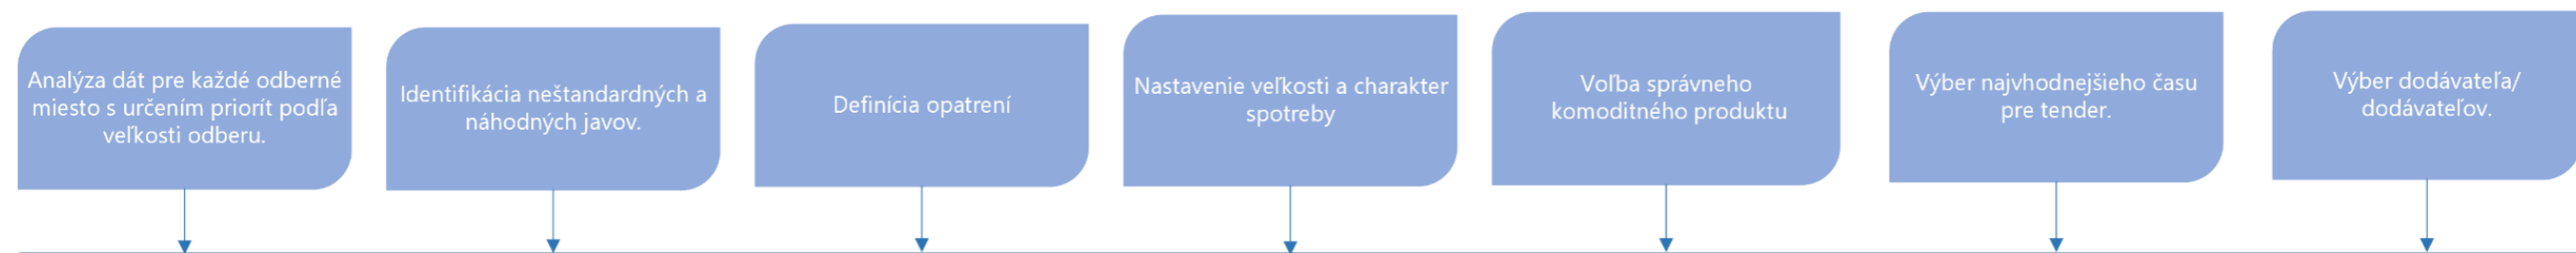 Analýza dát pre každé odberné
miesto s určením priorít podľa
veľkosti odberu.
Identifikácia neštandardných a
náhodných javov.
Definícia opatrení
Nastavenie veľkosti a charakter
spotreby
Voľba správneho
komoditného produktu
Výber najvhodnejšieho času
pre tender.
Výber dodávateľa/
dodávateľov.